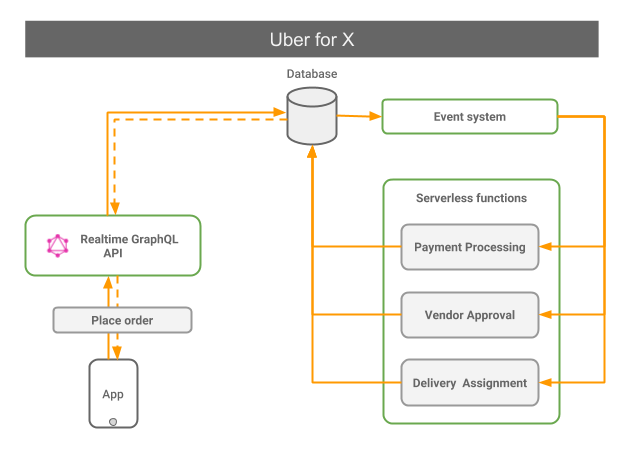 Uber for X
Database
Event system
Serverless functions
Realtime GraphQL
API
Payment Processing
Place order
Vendor Approval
App
Delivery Assignment